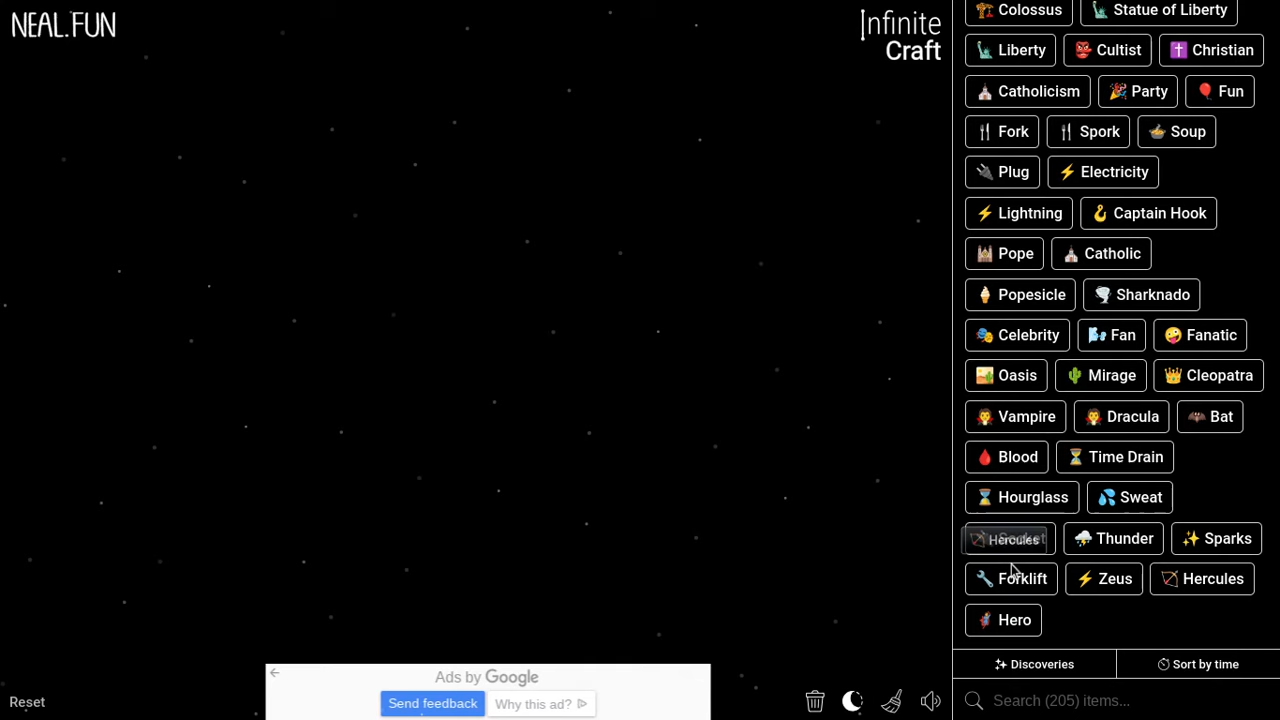 NEAL.FUN
Infinite
Craft
Colossus
Statue of Liberty
Liberty
Cultist
Christian
Catholicism
Party
Fun
Fork
Spork
Soup
Plug
Electricity
Lightning
Captain Hook
Pope
Catholic
Popesicle
Sharknado
Celebrity
Fan
Fanatic
Oasis
Mirage
Cleopatra
Vampire
Dracula
Bat
Blood
Time Drain
Hourglass
Sweat
Hercules
Thunder
Sparks
Forklift
Zeus
Hercules
Hero
Discoveries
Sort by time
Search (205) items...
Ads by Google
Send feedback
Why this ad?
Reset